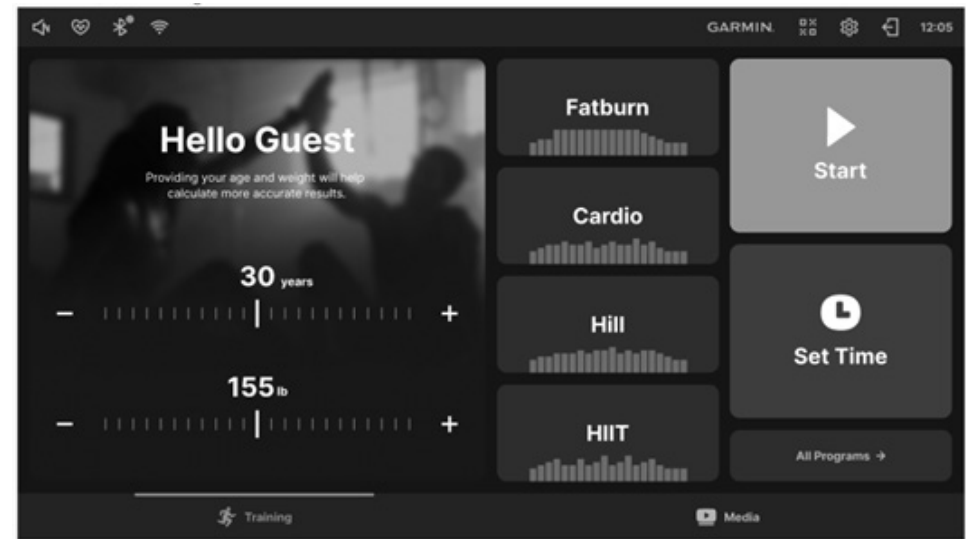 GARMIN.
12:05
Hello Guest
Providing your age and weight will help
calculate more accurate results.
30 years
155 lb
Fatburn
Cardio
Hill
HIIT
Start
Set Time
All Programs →
Training
Media